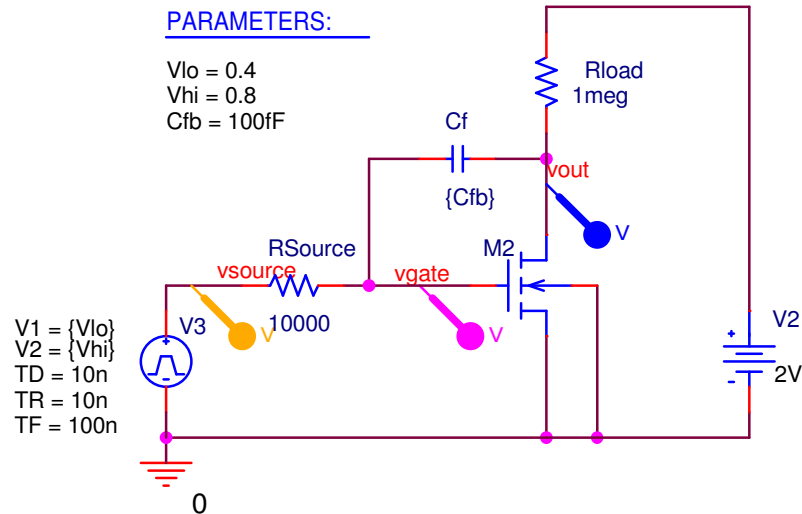 PARAMETERS:
Vlo = 0.4
Vhi = 0.8
Cfb = 100fF
Rload
1meg
Cf
{Cfb}
vout
V
RSource
M2
vsource
vgate
V3
V
10000
V
V2
2V
V1 = {Vlo}
V2 = {Vhi}
TD = 10n
TR = 10n
TF = 100n
0